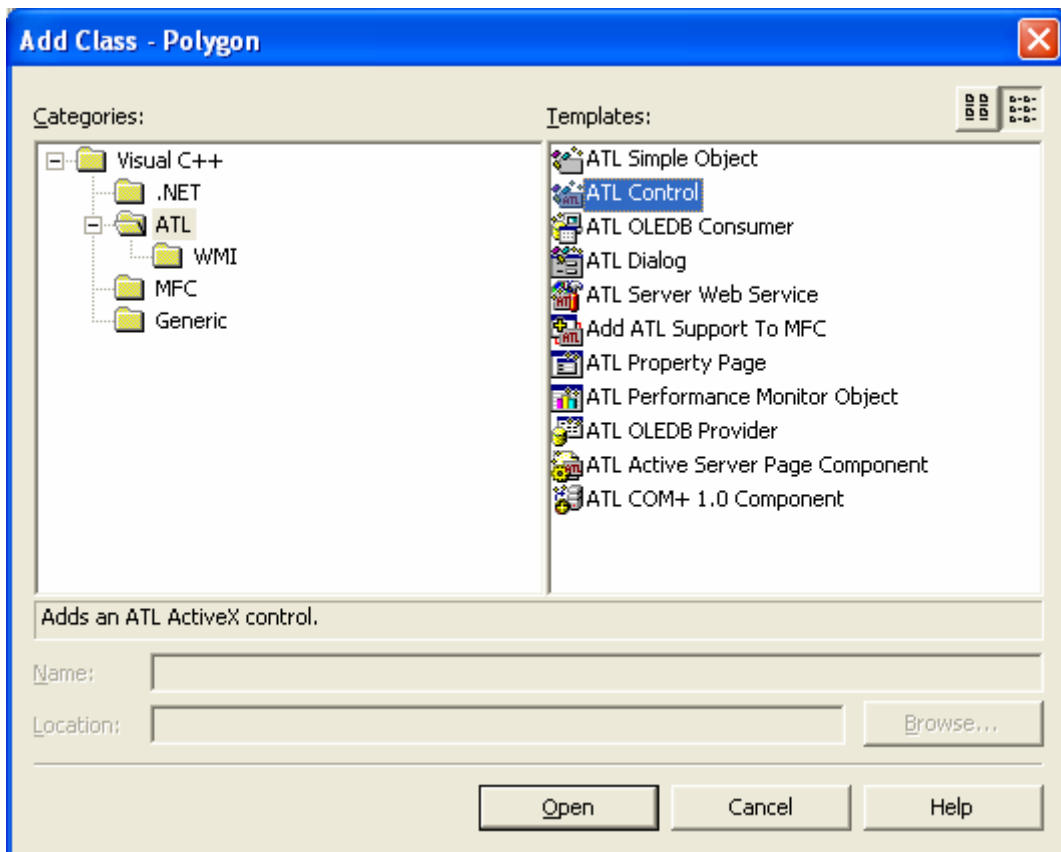 Add Class - Polygon
Categories:
Templates:
Visual C++
.NET
ATL
WMI
MFC
Generic
ATL Simple Object
ATL Control
ATL OLEDB Consumer
ATL Dialog
ATL Server Web Service
Add ATL Support To MFC
ATL Property Page
ATL Performance Monitor Object
ATL OLEDB Provider
ATL Active Server Page Component
ATL COM+ 1.0 Component
Adds an ATL ActiveX control.
Name:
Location:
Browse...
Open
Cancel
Help